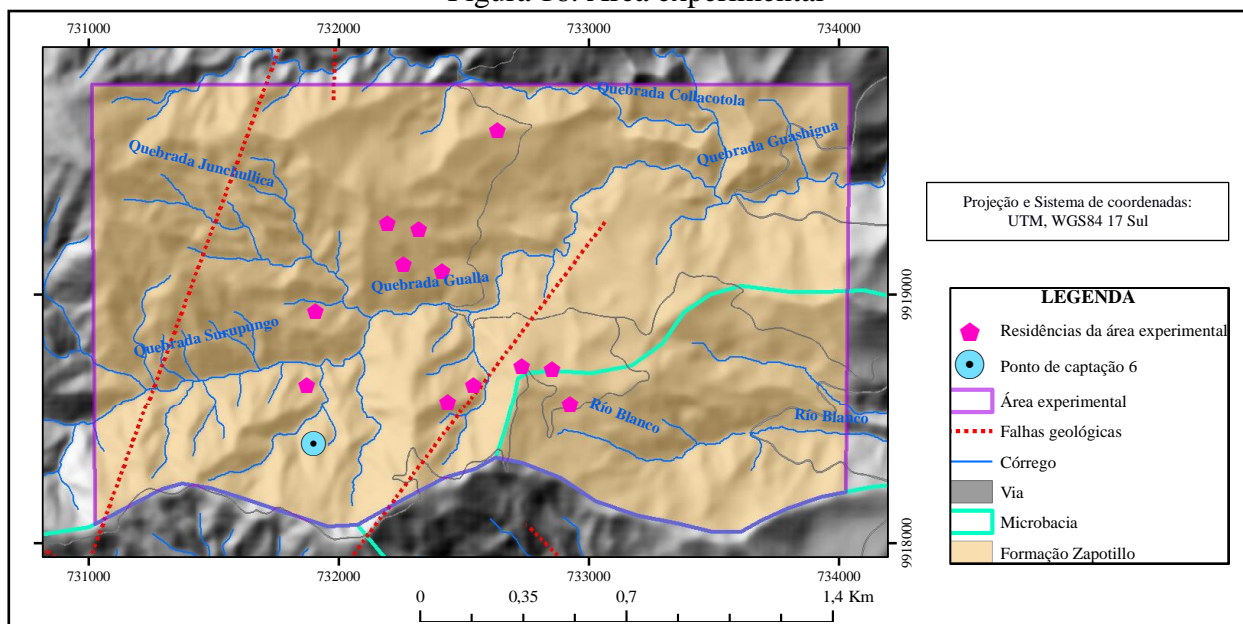 Figura 16. Área experimental
731000
732000
733000
734000
Quebrada Collacotola
Quebrada Guashigua
Quebrada Junchullica
Quebrada Gualla
Quebrada Surupungo
Río Blanco
Río Blanco
9919000
9918000
731000
732000
733000
734000
0
0,35
0,7
1,4 Km
Projeção e Sistema de coordenadas:
UTM, WGS84 17 Sul
LEGENDA
Residências da área experimental
Ponto de captação 6
Área experimental
Falhas geológicas
Córrego
Via
Microbacia
Formação Zapotillo